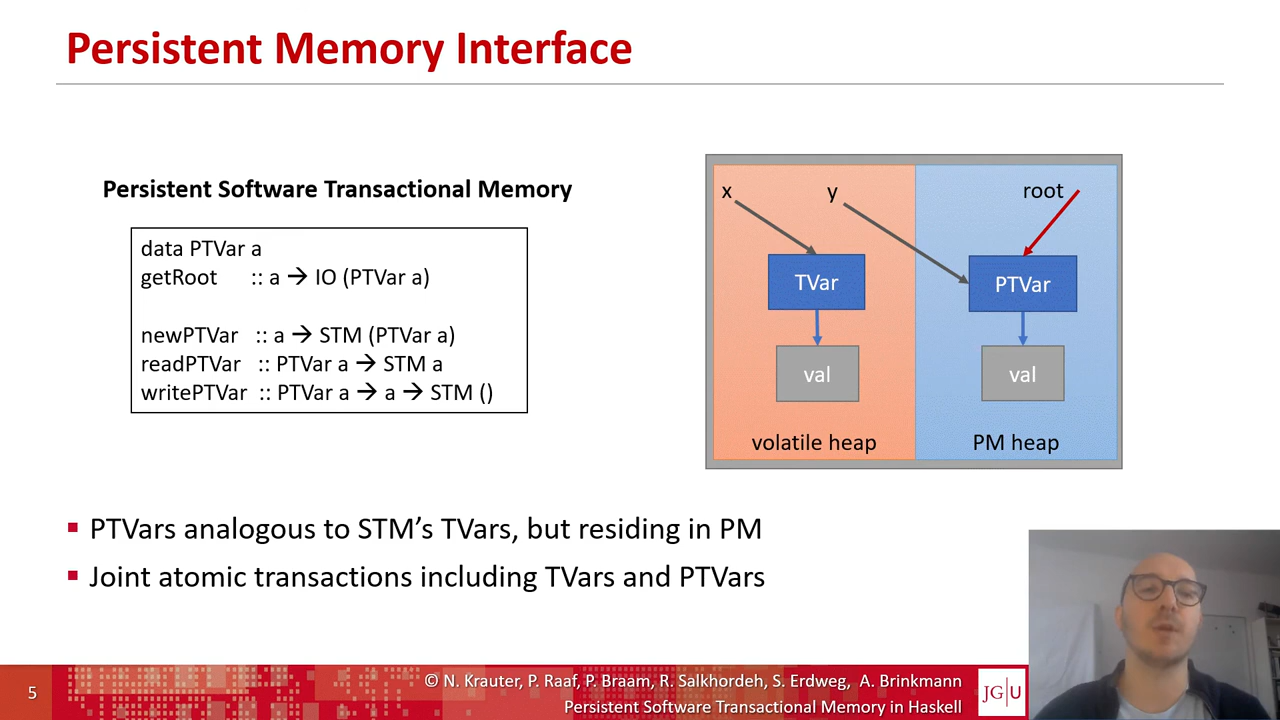 Persistent Memory Interface
Persistent Software Transactional Memory
data PTVar a
getRoot :: a → IO (PTVar a)
newPTVar :: a → STM (PTVar a)
readPTVar :: PTVar a → STM a
writePTVar :: PTVar a → a → STM ()
x y root
TVar PTVar
val val
volatile heap PM heap
▪ PTVars analogous to STM’s TVars, but residing in PM
▪ Joint atomic transactions including TVars and PTVars
5
© N. Krauter, P. Raaf, P. Braam, R. Salkhordeh, S. Erdweg, A. Brinkmann
Persistent Software Transactional Memory in Haskell
JG|U